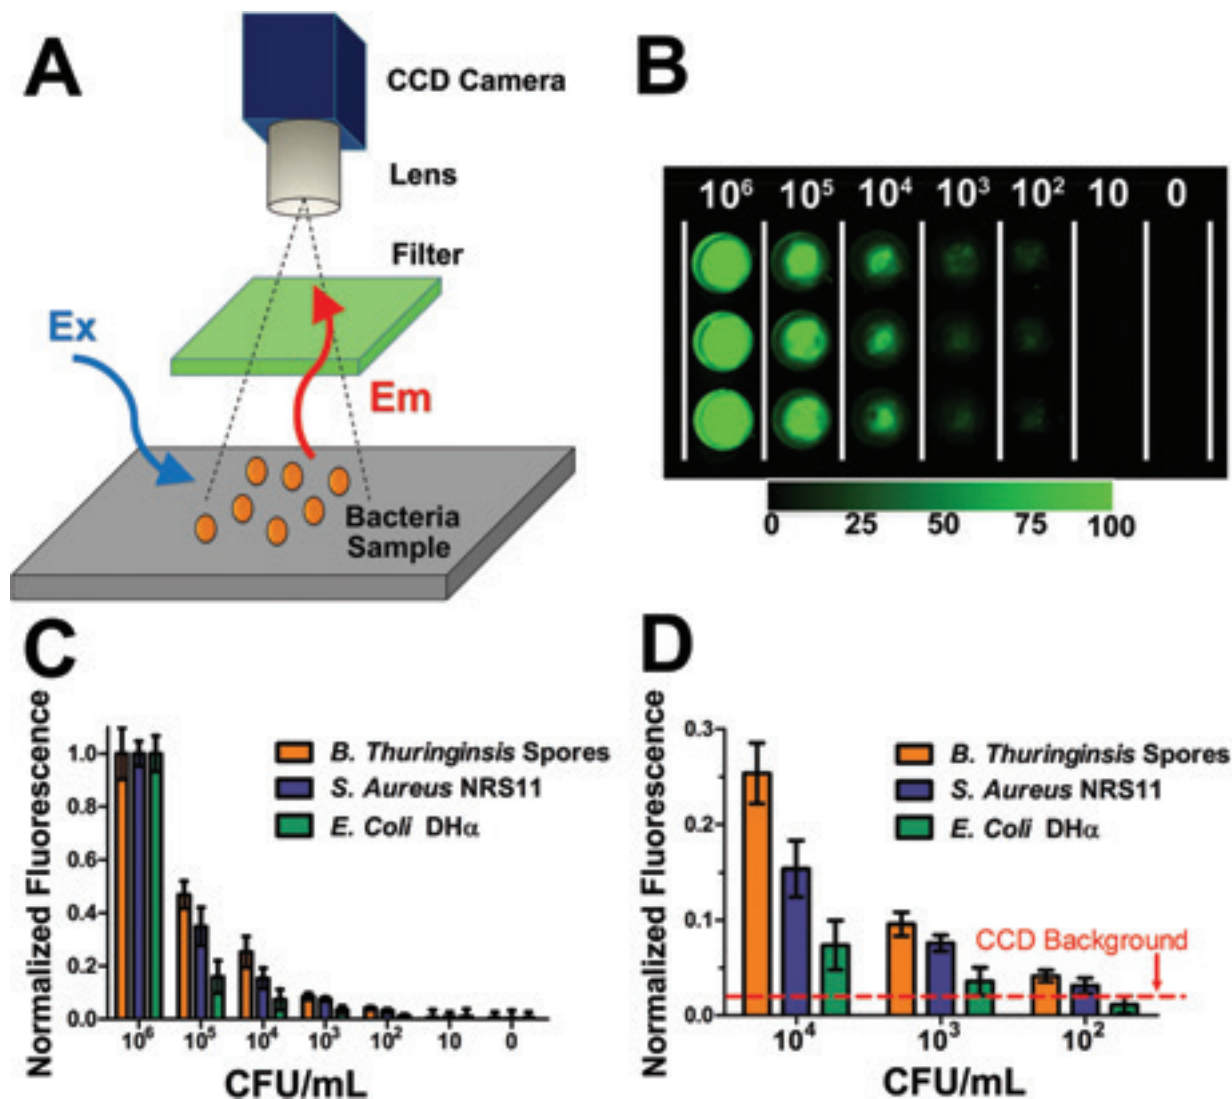 A
CCD Camera
Lens
Filter
Ex
Em
Bacteria
Sample
B
10⁶ 10⁵ 10⁴ 10³ 10² 10 0
0 25 50 75 100
C
Normalized Fluorescence
1.0
0.8
0.6
0.4
0.2
0.0
B. Thuringinsis Spores
S. Aureus NRS11
E. Coli DHα
10⁶ 10⁵ 10⁴ 10³ 10² 10 0
CFU/mL
D
Normalized Fluorescence
0.3
0.2
0.1
0.0
B. Thuringinsis Spores
S. Aureus NRS11
E. Coli DHα
CCD Background
10⁴ 10³ 10²
CFU/mL